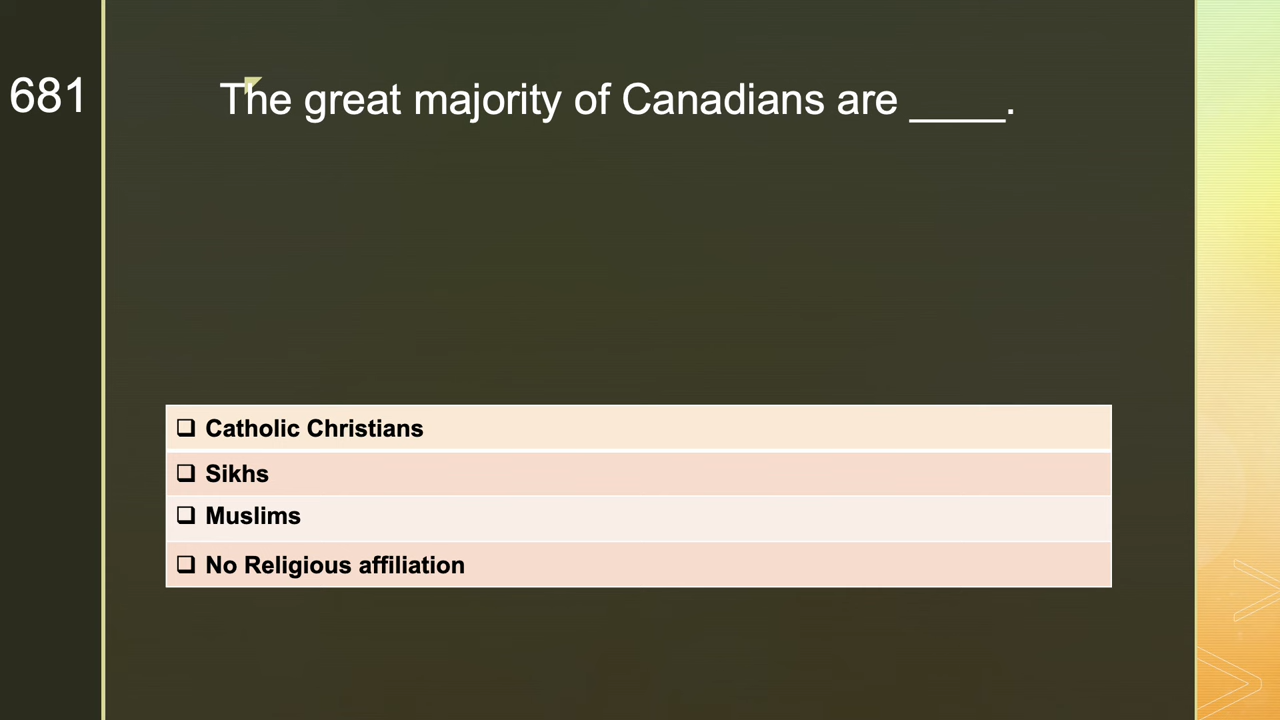 681
The great majority of Canadians are ____.
❑ Catholic Christians
❑ Sikhs
❑ Muslims
❑ No Religious affiliation